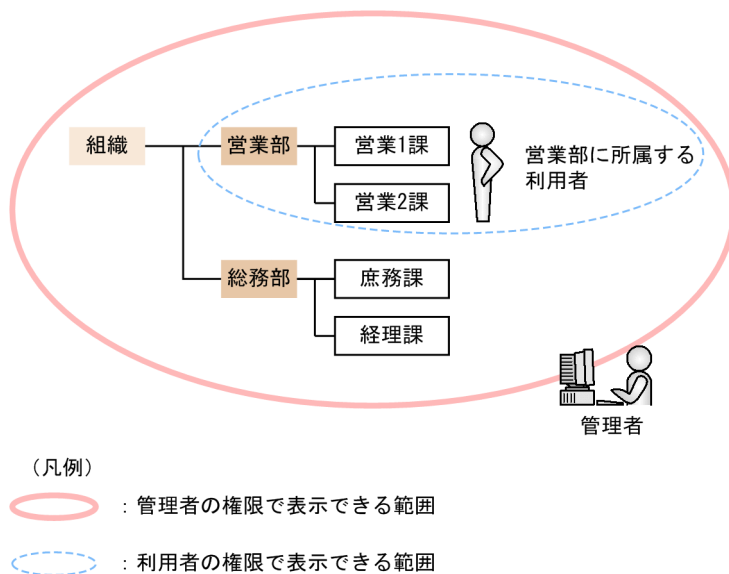 組織
営業部
営業1課
営業2課
営業部に所属する
利用者
総務部
庶務課
経理課
管理者
（凡例）
：管理者の権限で表示できる範囲
：利用者の権限で表示できる範囲